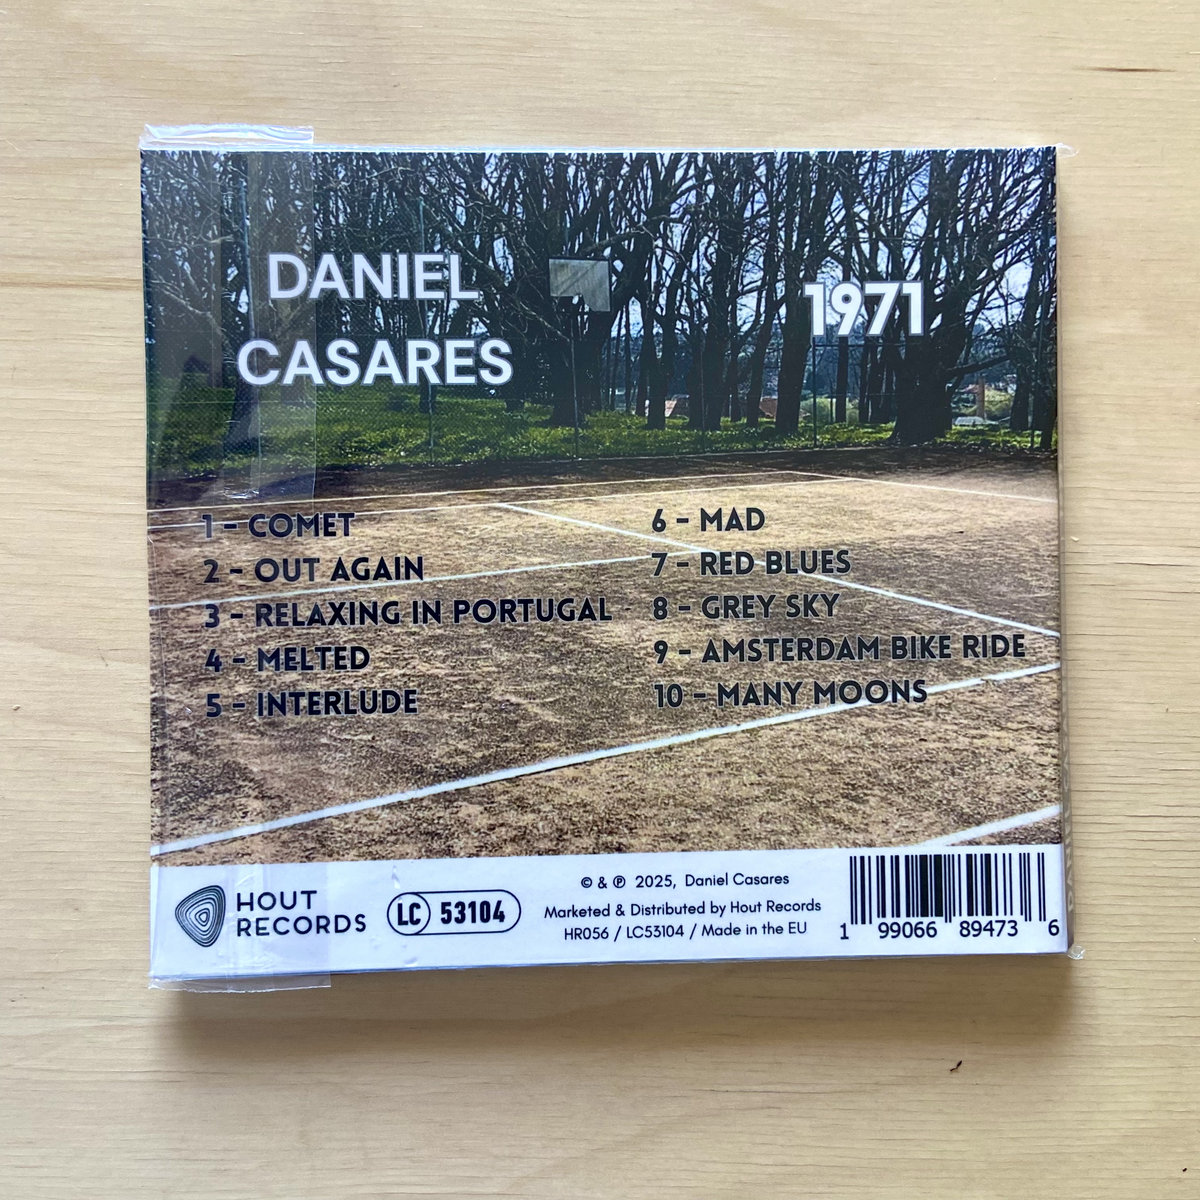 DANIEL
CASARES
1971
1 - COMET
2 - OUT AGAIN
3 - RELAXING IN PORTUGAL
4 - MELTED
5 - INTERLUDE
6 - MAD
7 - RED BLUES
8 - GREY SKY
9 - AMSTERDAM BIKE RIDE
10 - MANY MOONS
HOUT
RECORDS
LC 53104
© & ℗ 2025, Daniel Casares
Marketed & Distributed by Hout Records
HR056 / LC53104 / Made in the EU
1 99066 89473 6